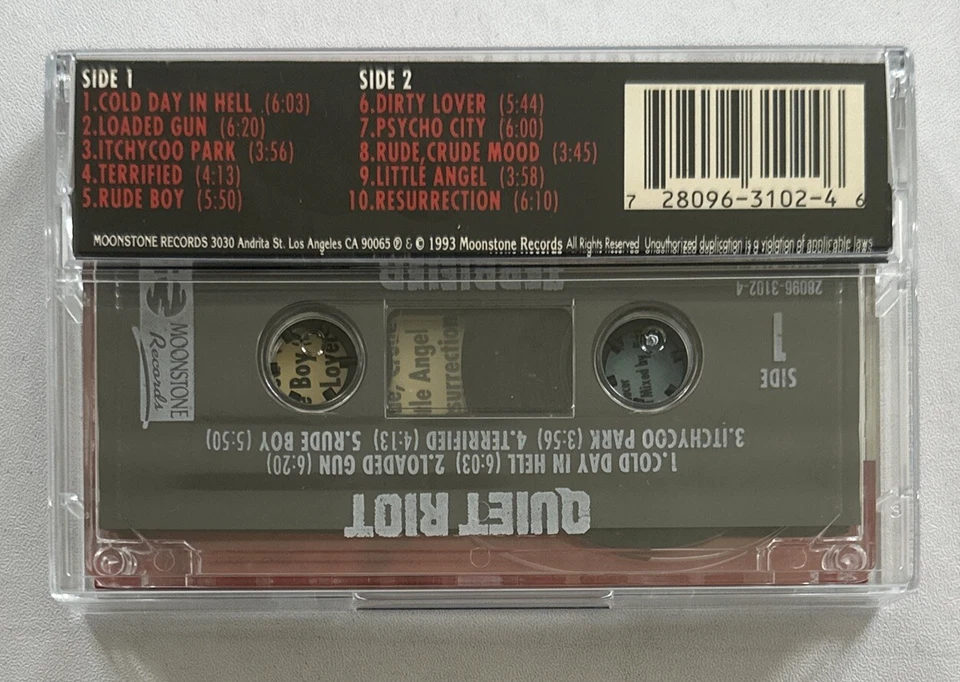 SIDE 1
1.COLD DAY IN HELL (6:03)
2.LOADED GUN (6:20)
3.ITCHYCOO PARK (3:56)
4.TERRIFIED (4:13)
5.RUDE BOY (5:50)
SIDE 2
6.DIRTY LOVER (5:44)
7.PSYCHO CITY (6:00)
8.RUDE, CRUDE MOOD (3:45)
9.LITTLE ANGEL (3:58)
10.RESURRECTION (6:10)
7 28096-3102-4 6
MOONSTONE RECORDS 3030 Andrita St. Los Angeles CA 90065 ℗ & © 1993 Moonstone Records All Rights Reserved Unauthorized duplication is a violation of applicable laws
QUIET RIOT
1.COLD DAY IN HELL (6:03) 2.LOADED GUN (6:20)
3.ITCHYCOO PARK (3:56) 4.TERRIFIED (4:13) 5.RUDE BOY (5:50)
SIDE
1
28096-3102-4
TERRIFIED
MOONSTONE
Records
Boy
Love
Angel
Mixed by